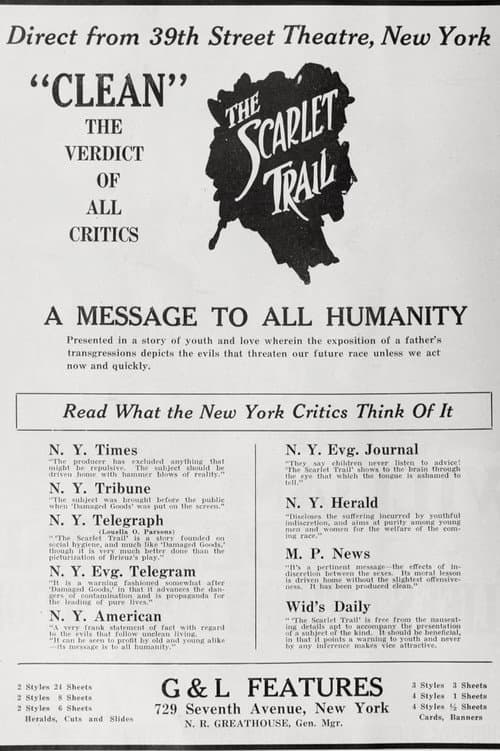 Direct from 39th Street Theatre, New York
"CLEAN"
THE
VERDICT
OF
ALL
CRITICS
THE
SCARLET
TRAIL
A MESSAGE TO ALL HUMANITY
Presented in a story of youth and love wherein the exposition of a father's
transgressions depicts the evils that threaten our future race unless we act
now and quickly.
Read What the New York Critics Think Of It
N. Y. Times
"The producer has excluded anything that
might be repulsive. The subject should be
driven home with hammer blows of reality."
N. Y. Tribune
"The subject was brought before the public
when 'Damaged Goods' was put on the screen."
N. Y. Telegraph
(Louella O. Parsons)
"'The Scarlet Trail' is a story founded on
social hygiene, and much like 'Damaged Goods,'
though it is very much better done than the
picturization of Brieux's play."
N. Y. Evg. Telegram
"It is a warning fashioned somewhat after
'Damaged Goods,' in that it advances the dan-
gers of contamination and is propaganda for
the leading of pure lives."
N. Y. American
"A very frank statement of fact with regard
to the evils that follow unclean living.
"It can be seen to profit by old and young alike
—its message is to all humanity."
N. Y. Evg. Journal
"They say children never listen to advice!
'The Scarlet Trail' shows to the brain through
the eye that which the tongue is ashamed to
tell."
N. Y. Herald
"Discloses the suffering incurred by youthful
indiscretion, and aims at purity among young
men and women for the welfare of the com-
ing race."
M. P. News
"It's a pertinent message—the effects of in-
discretion between the sexes. Its moral lesson
is driven home without the slightest offensive-
ness. It has been produced clean."
Wid's Daily
"'The Scarlet Trail' is free from the nauseat-
ing details apt to accompany the presentation
of a subject of the kind. It should be beneficial,
in that it points a warning to youth and never
by any inference makes vice attractive.
2 Styles 24 Sheets
2 Styles 8 Sheets
2 Styles 6 Sheets
Heralds, Cuts and Slides
G & L FEATURES
729 Seventh Avenue, New York
N. R. GREATHOUSE, Gen. Mgr.
3 Styles 3 Sheets
4 Styles 1 Sheets
4 Styles ½ Sheets
Cards, Banners